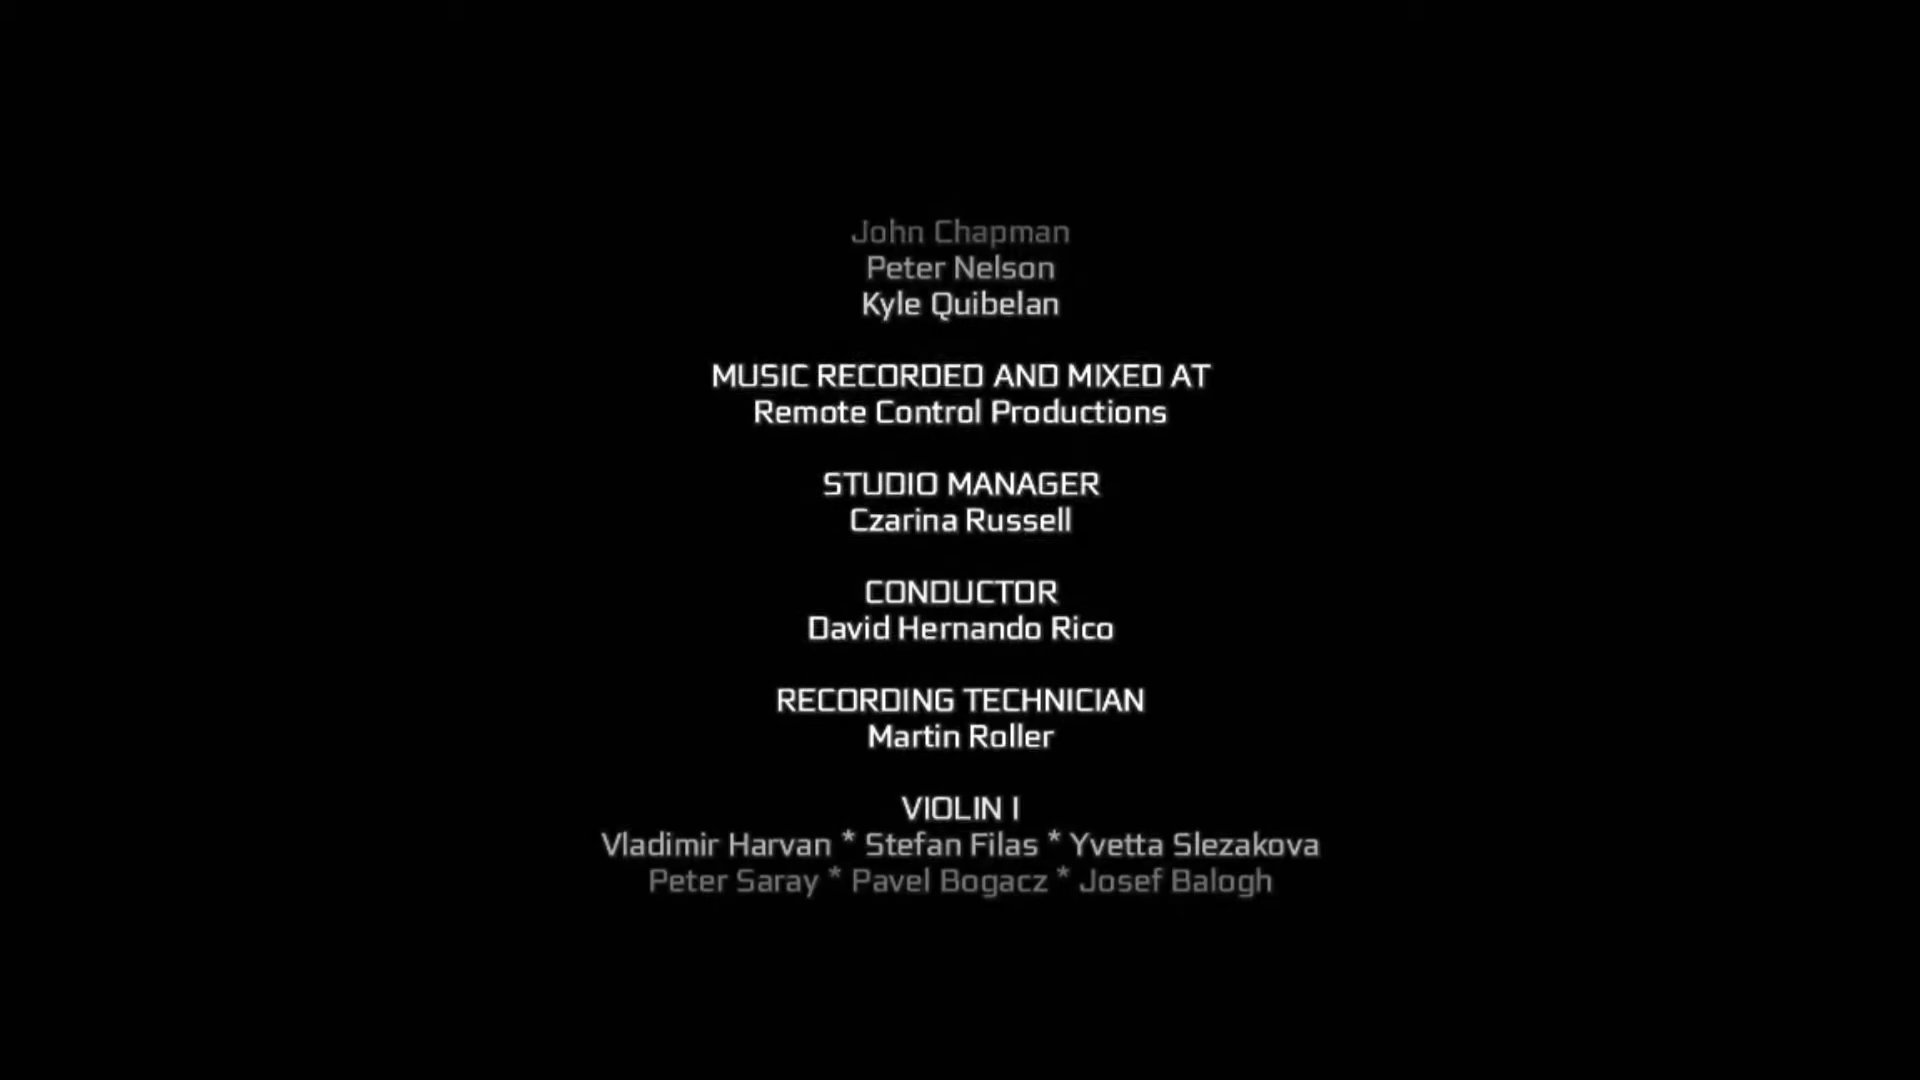 John Chapman
Peter Nelson
Kyle Quibelan
MUSIC RECORDED AND MIXED AT
Remote Control Productions
STUDIO MANAGER
Czarina Russell
CONDUCTOR
David Hernando Rico
RECORDING TECHNICIAN
Martin Roller
VIOLIN I
Vladimir Harvan * Stefan Filas * Yvetta Slezakova
Peter Saray * Pavel Bogacz * Josef Balogh